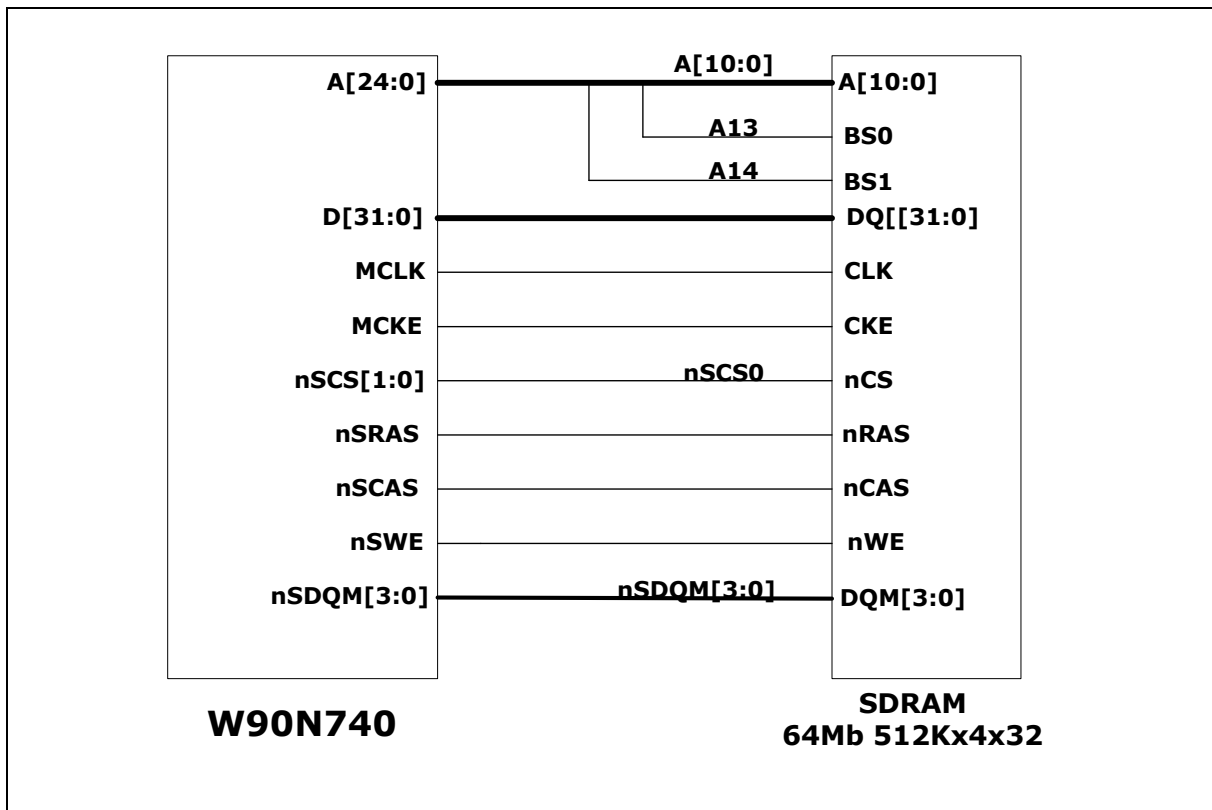 A[24:0] A[10:0] A[10:0]
A13 BS0
A14 BS1
D[31:0] DQ[[31:0]
MCLK CLK
MCKE CKE
nSCS[1:0] nSCS0 nCS
nSRAS nRAS
nSCAS nCAS
nSWE nWE
nSDQM[3:0] nSDQM[3:0] DQM[3:0]
W90N740
SDRAM
64Mb 512Kx4x32